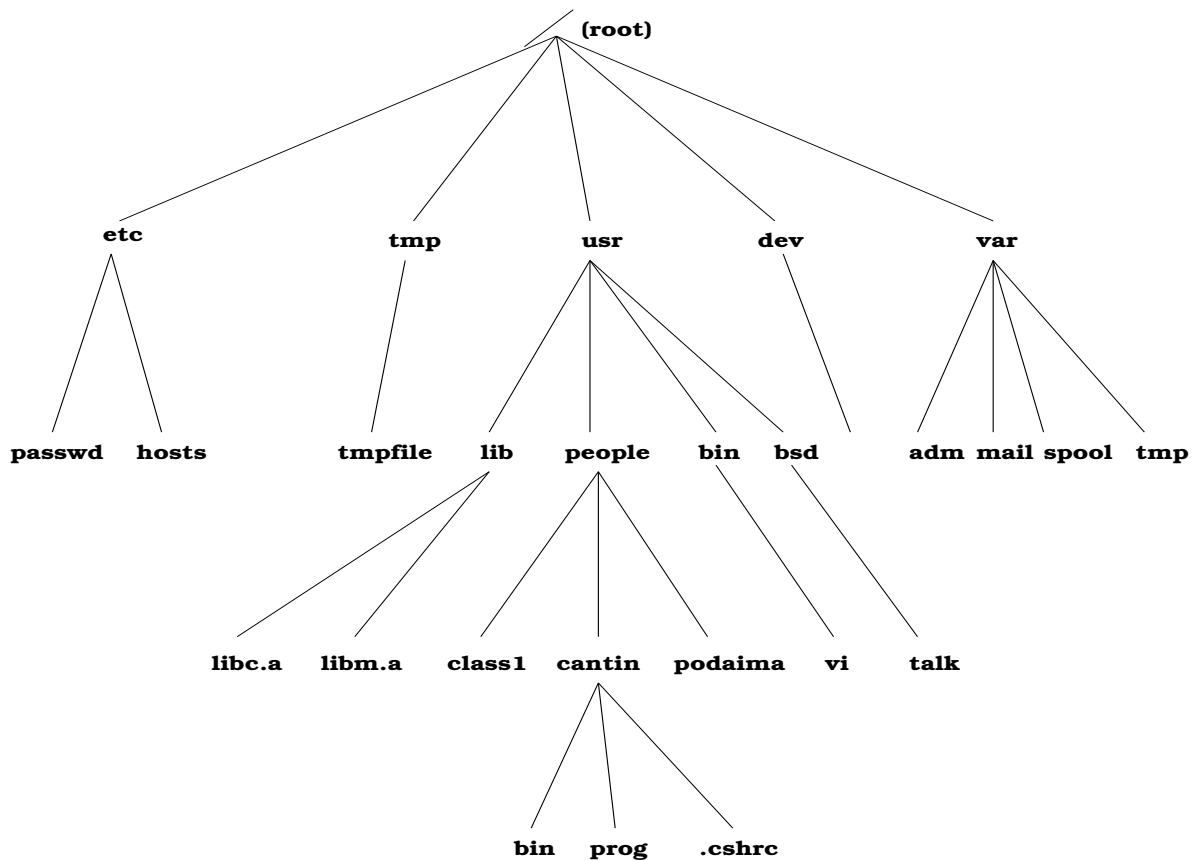 (root)
etc tmp usr dev var
passwd hosts tmpfile lib people bin bsd adm mail spool tmp
libc.a libm.a class1 cantin podaima vi talk
bin prog .cshrc